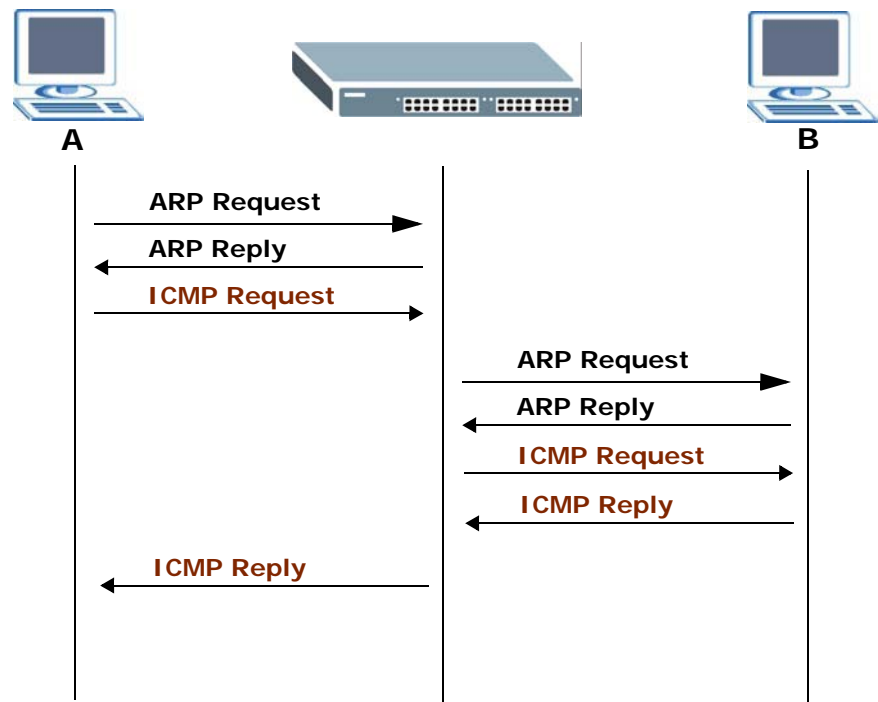 A
B
ARP Request
ARP Reply
ICMP Request
ARP Request
ARP Reply
ICMP Request
ICMP Reply
ICMP Reply